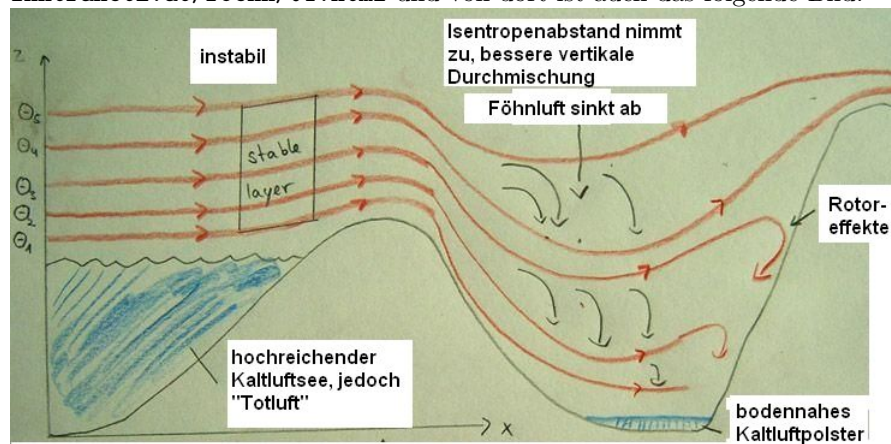 instabil
Isentropenabstand nimmt
zu, bessere vertikale
Durchmischung
Föhnluft sinkt ab
z
Θ5
Θ4
Θ3
Θ2
Θ1
stable
layer
Rotor-
effekte
hochreichender
Kaltluftsee, jedoch
"Totluft"
x
bodennahes
Kaltluftpolster